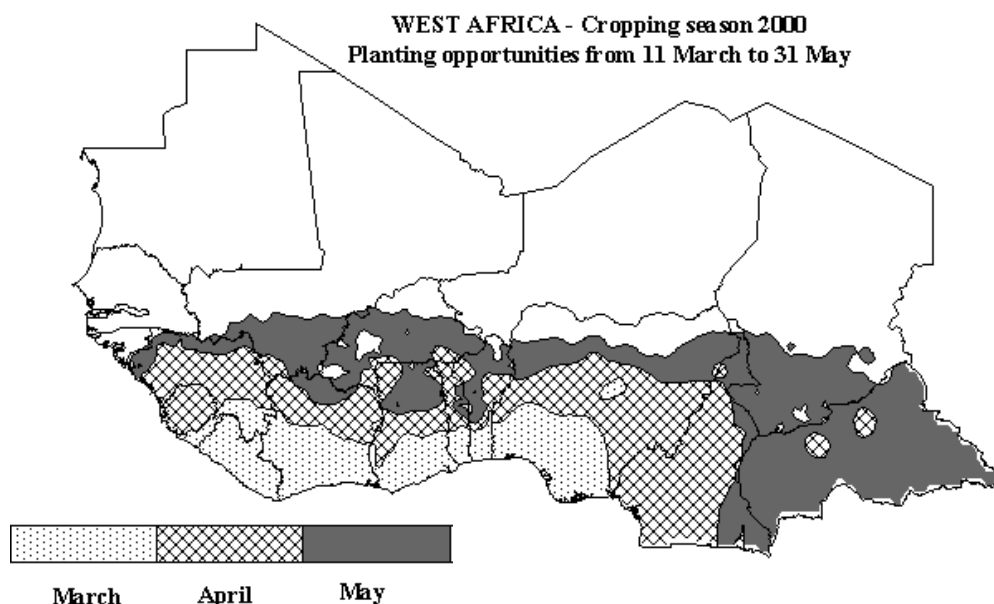 WEST AFRICA - Cropping season 2000
Planting opportunities from 11 March to 31 May
March April May